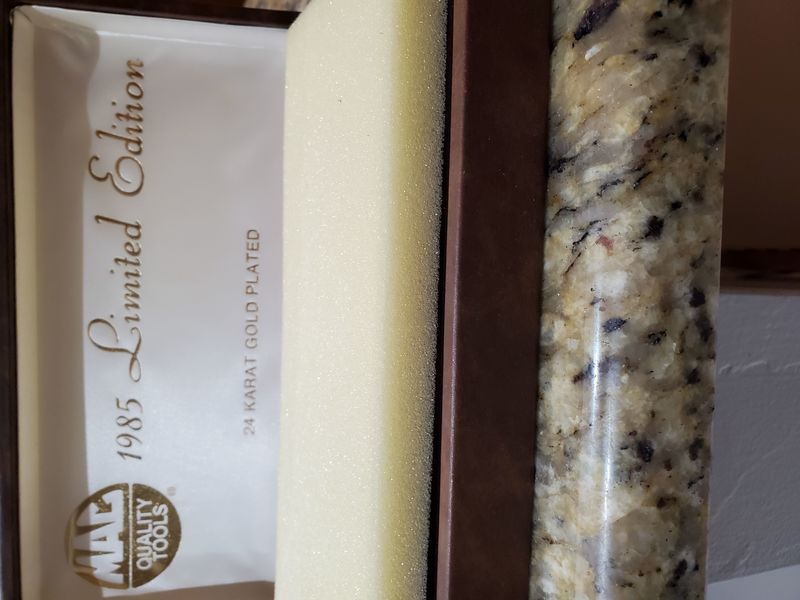 MAC
QUALITY
TOOLS®
1985 Limited Edition
24 KARAT GOLD PLATED